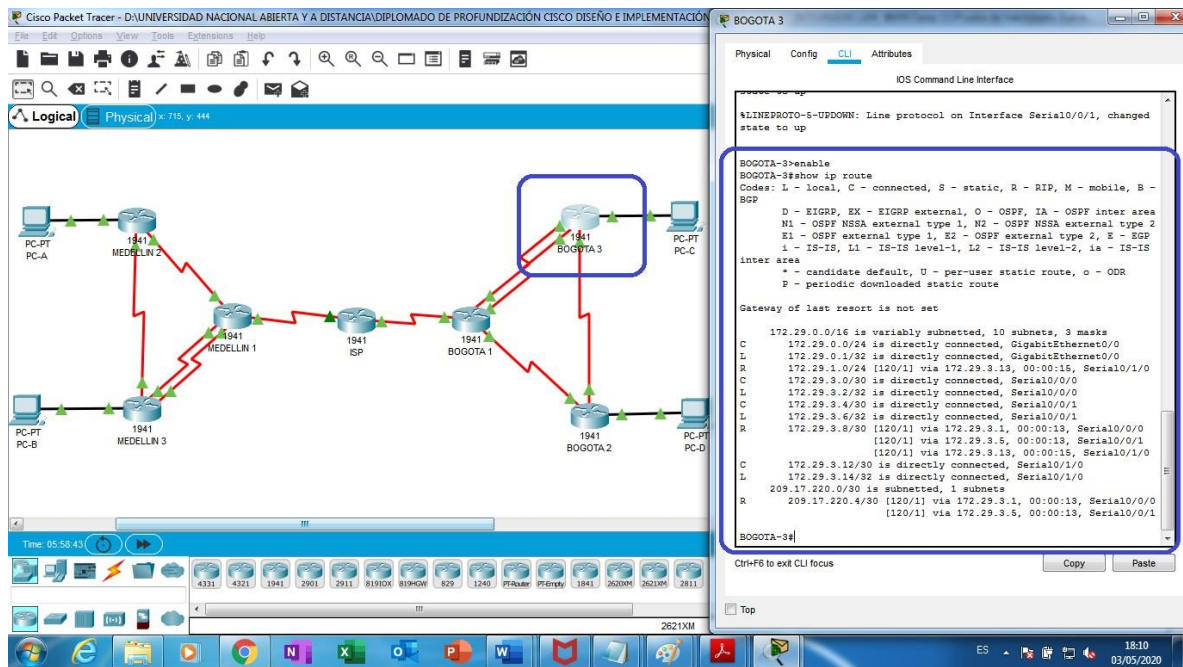 Cisco Packet Tracer - D:\UNIVERSIDAD NACIONAL ABIERTA Y A DISTANCIA\DIPLOMADO DE PROFUNDIZACIÓN CISCO DISEÑO E IMPLEMENTACIÓN
File Edit Options View Tools Extensions Help
Logical Physical x: 715, y: 444
PC-PT
PC-A
1941
MEDELLIN 2
1941
MEDELLIN 1
1941
ISP
1941
BOGOTA 1
1941
BOGOTA 3
PC-PT
PC-C
PC-PT
PC-B
1941
MEDELLIN 3
1941
BOGOTA 2
PC-PT
PC-D
Time: 05:58:43
4331 4321 1941 2901 2911 819IOX 819HGW 829 1240 PT-Router PT-Empty 1841 2620XM 2621XM 2811
2621XM
BOGOTA 3
Physical Config CLI Attributes
IOS Command Line Interface
%LINEPROTO-5-UPDOWN: Line protocol on Interface Serial0/0/1, changed
state to up
BOGOTA-3>enable
BOGOTA-3#show ip route
Codes: L - local, C - connected, S - static, R - RIP, M - mobile, B -
BGP
D - EIGRP, EX - EIGRP external, O - OSPF, IA - OSPF inter area
N1 - OSPF NSSA external type 1, N2 - OSPF NSSA external type 2
E1 - OSPF external type 1, E2 - OSPF external type 2, E - EGP
i - IS-IS, L1 - IS-IS level-1, L2 - IS-IS level-2, ia - IS-IS
inter area
* - candidate default, U - per-user static route, o - ODR
P - periodic downloaded static route
Gateway of last resort is not set
172.29.0.0/16 is variably subnetted, 10 subnets, 3 masks
C 172.29.0.0/24 is directly connected, GigabitEthernet0/0
L 172.29.0.1/32 is directly connected, GigabitEthernet0/0
R 172.29.1.0/24 [120/1] via 172.29.3.13, 00:00:15, Serial0/1/0
C 172.29.3.0/30 is directly connected, Serial0/0/0
L 172.29.3.2/32 is directly connected, Serial0/0/0
C 172.29.3.4/30 is directly connected, Serial0/0/1
L 172.29.3.6/32 is directly connected, Serial0/0/1
R 172.29.3.8/30 [120/1] via 172.29.3.1, 00:00:13, Serial0/0/0
[120/1] via 172.29.3.5, 00:00:13, Serial0/0/1
[120/1] via 172.29.3.13, 00:00:15, Serial0/1/0
C 172.29.3.12/30 is directly connected, Serial0/1/0
L 172.29.3.14/32 is directly connected, Serial0/1/0
209.17.220.0/30 is subnetted, 1 subnets
R 209.17.220.4/30 [120/1] via 172.29.3.1, 00:00:13, Serial0/0/0
[120/1] via 172.29.3.5, 00:00:13, Serial0/0/1
BOGOTA-3#
Ctrl+F6 to exit CLI focus
Copy Paste
Top
ES 18:10
03/05/2020